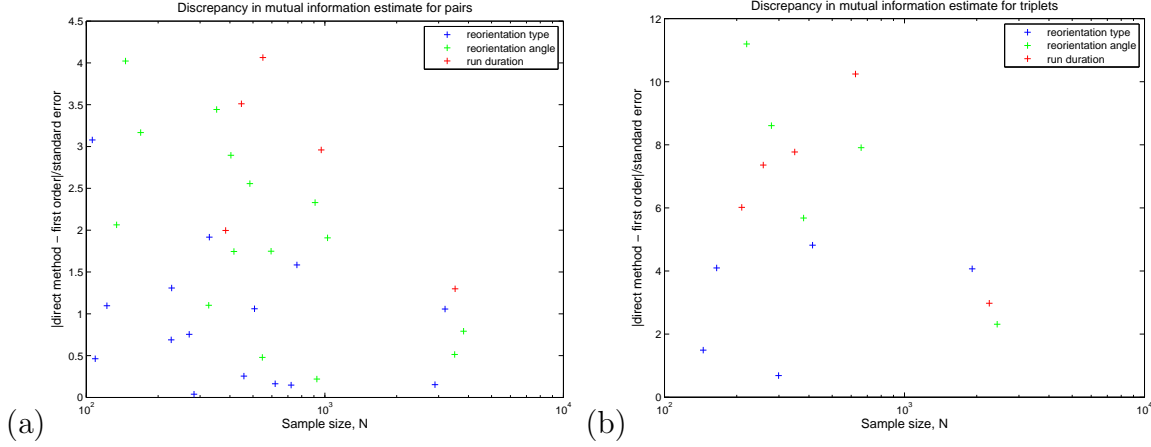 Discrepancy in mutual information estimate for pairs
4.5
4
3.5
3
2.5
2
1.5
1
0.5
0
|direct method − first order|/standard error
reorientation type
reorientation angle
run duration
10^2
10^3
10^4
Sample size, N
(a)
Discrepancy in mutual information estimate for triplets
12
10
8
6
4
2
0
|direct method − first order|/standard error
reorientation type
reorientation angle
run duration
10^2
10^3
10^4
Sample size, N
(b)